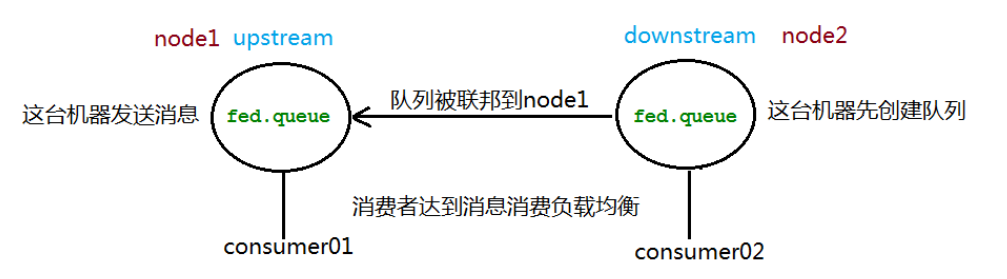 node1 upstream
downstream node2
这台机器发送消息
fed.queue
队列被联邦到node1
fed.queue
这台机器先创建队列
消费者达到消息消费负载均衡
consumer01
consumer02